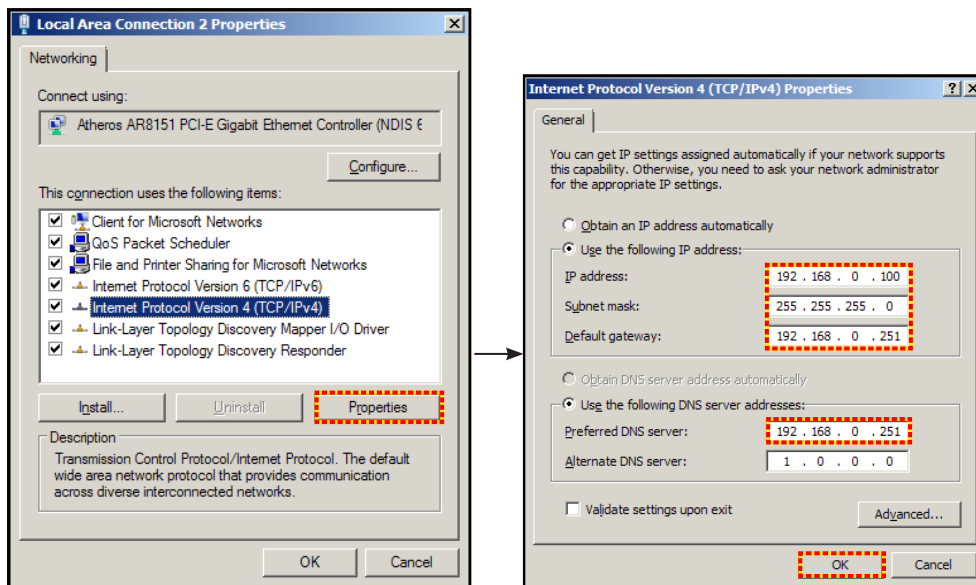 Local Area Connection 2 Properties
Networking
Connect using:
Atheros AR8151 PCI-E Gigabit Ethernet Controller (NDIS 6
Configure...
This connection uses the following items:
Client for Microsoft Networks
QoS Packet Scheduler
File and Printer Sharing for Microsoft Networks
Internet Protocol Version 6 (TCP/IPv6)
Internet Protocol Version 4 (TCP/IPv4)
Link-Layer Topology Discovery Mapper I/O Driver
Link-Layer Topology Discovery Responder
Install...
Uninstall
Properties
Description
Transmission Control Protocol/Internet Protocol. The default
wide area network protocol that provides communication
across diverse interconnected networks.
OK
Cancel
Internet Protocol Version 4 (TCP/IPv4) Properties
General
You can get IP settings assigned automatically if your network supports
this capability. Otherwise, you need to ask your network administrator
for the appropriate IP settings.
Obtain an IP address automatically
Use the following IP address:
IP address: 192 . 168 . 0 . 100
Subnet mask: 255 . 255 . 255 . 0
Default gateway: 192 . 168 . 0 . 251
Obtain DNS server address automatically
Use the following DNS server addresses:
Preferred DNS server: 192 . 168 . 0 . 251
Alternate DNS server: 1 . 0 . 0 . 0
Validate settings upon exit
Advanced...
OK
Cancel